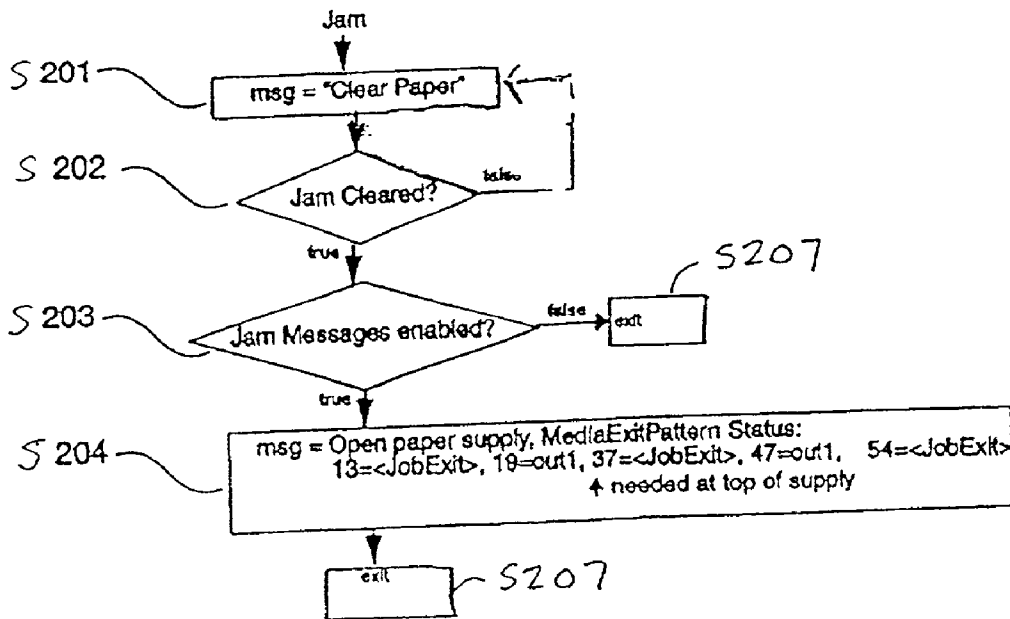 Jam
S 201
msg = "Clear Paper"
S 202
Jam Cleared?
false
true
S207
S 203
Jam Messages enabled?
false
exit
true
S 204
msg = Open paper supply, MediaExitPattern Status:
13=<JobExit>, 19=out1, 37=<JobExit>, 47=out1, 54=<JobExit>
↑ needed at top of supply
exit
S207